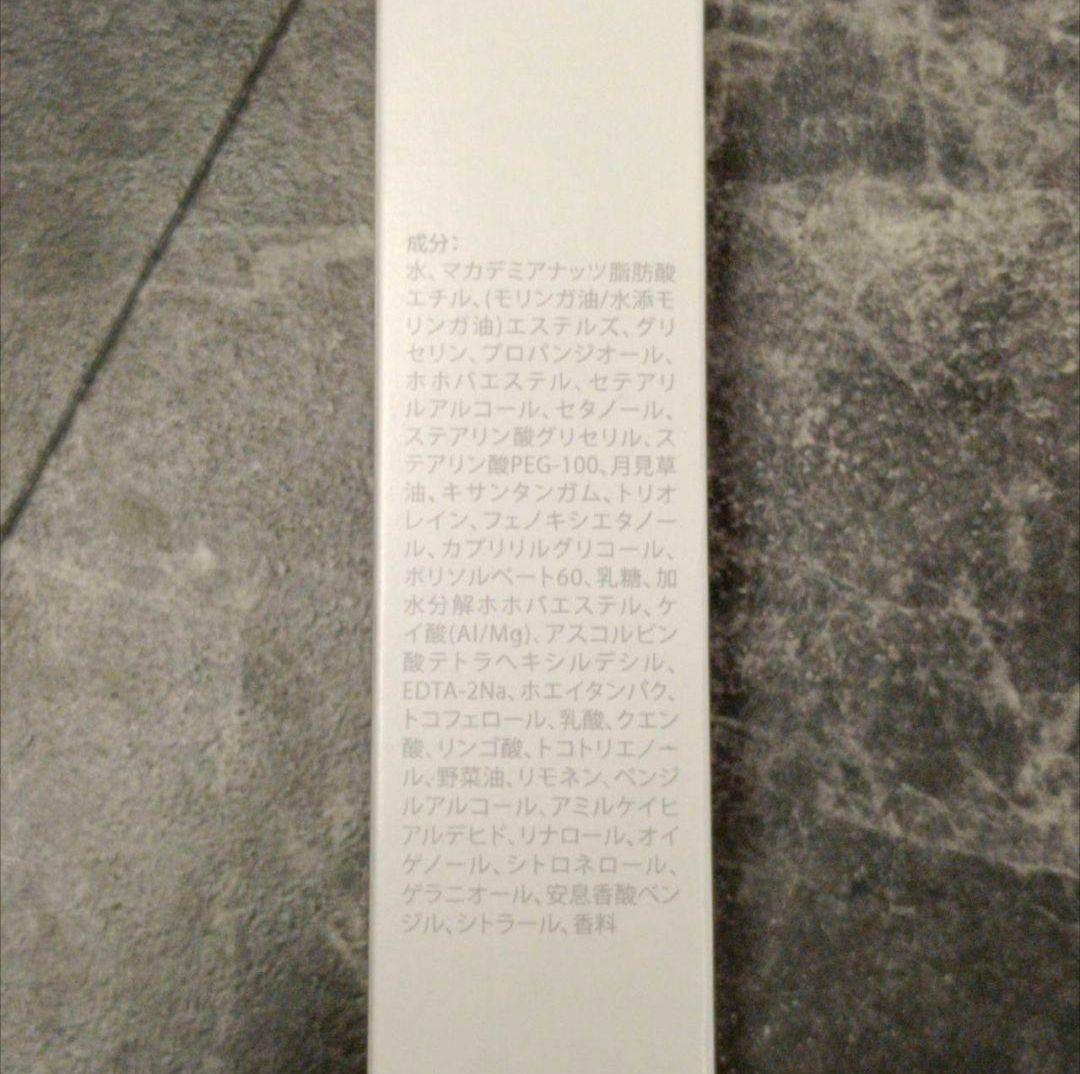 成分:
水、マカデミアナッツ脂肪酸
エチル、(モリンガ油/水添モ
リンガ油)エステルズ、グリ
セリン、プロパンジオール、
ホホバエステル、セテアリ
ルアルコール、セタノール、
ステアリン酸グリセリル、ス
テアリン酸PEG-100、月見草
油、キサンタンガム、トリオ
レイン、フェノキシエタノー
ル、カプリリルグリコール、
ポリソルベート60、乳糖、加
水分解ホホバエステル、ケ
イ酸(Al/Mg)、アスコルビン
酸テトラヘキシルデシル、
EDTA-2Na、ホエイタンパク、
トコフェロール、乳酸、クエン
酸、リンゴ酸、トコトリエノー
ル、野菜油、リモネン、ベンジ
ルアルコール、アミルケイヒ
アルデヒド、リナロール、オイ
ゲノール、シトロネロール、
ゲラニオール、安息香酸ベン
ジル、シトラール、香料